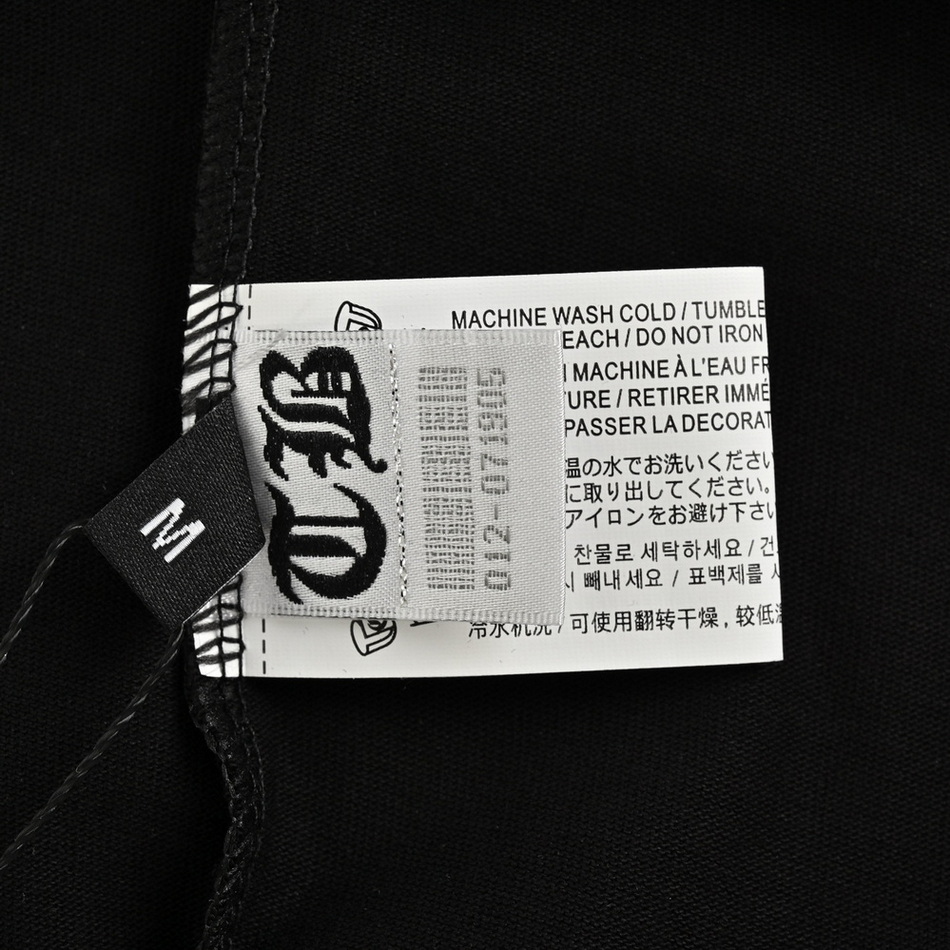 MACHINE WASH COLD / TUMBLE
EACH / DO NOT IRON
MACHINE À L'EAU FR
TURE / RETIRER IMMÉ
PASSER LA DECORAT
温の水でお洗いください
に取り出してください。
アイロンをお避け下さい
찬물로 세탁하세요 / 건
빼내세요 / 표백제를
冷水机洗 / 可使用翻转干燥, 较低温
012-071905
M